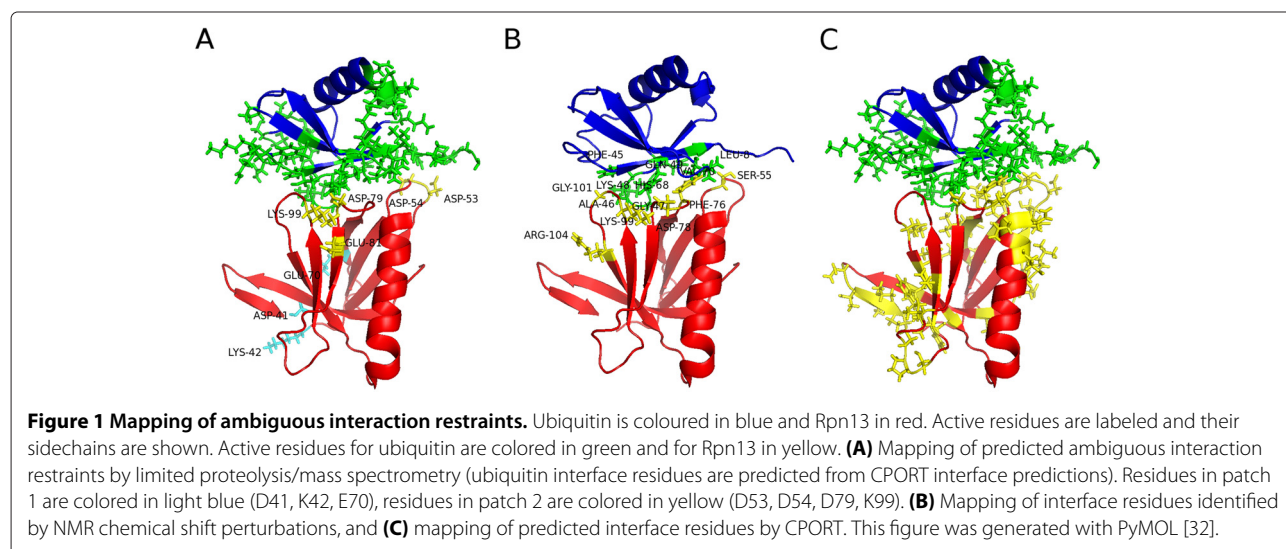 A
B
C
ASP-79
ASP-54
ASP-53
LYS-99
GLU-81
GLU-70
ASP-41
LYS-42
PHE-45
LEU-8
SER-55
GLY-101
LYS-48
HIS-68
ALA-46
GLY-47
PHE-76
LYS-99
ASP-78
ARG-104
Figure 1 Mapping of ambiguous interaction restraints. Ubiquitin is coloured in blue and Rpn13 in red. Active residues are labeled and their
sidechains are shown. Active residues for ubiquitin are colored in green and for Rpn13 in yellow. (A) Mapping of predicted ambiguous interaction
restraints by limited proteolysis/mass spectrometry (ubiquitin interface residues are predicted from CPORT interface predictions). Residues in patch
1 are colored in light blue (D41, K42, E70), residues in patch 2 are colored in yellow (D53, D54, D79, K99). (B) Mapping of interface residues identified
by NMR chemical shift perturbations, and (C) mapping of predicted interface residues by CPORT. This figure was generated with PyMOL [32].